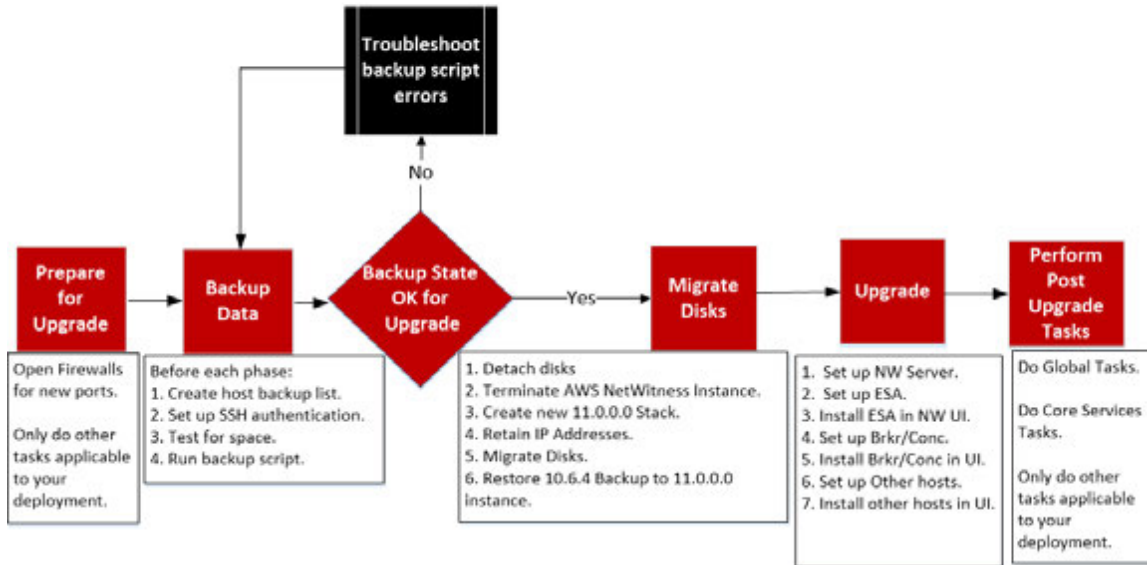 Troubleshoot
backup script
errors
No
Prepare
for
Upgrade
Backup
Data
Backup State
OK for
Upgrade
Yes
Migrate
Disks
Upgrade
Perform
Post
Upgrade
Tasks
Open Firewalls
for new ports.
Only do other
tasks applicable
to your
deployment.
Before each phase:
1. Create host backup list.
2. Set up SSH authentication.
3. Test for space.
4. Run backup script.
1. Detach disks
2. Terminate AWS NetWitness Instance.
3. Create new 11.0.0.0 Stack.
4. Retain IP Addresses.
5. Migrate Disks.
6. Restore 10.6.4 Backup to 11.0.0.0
instance.
1. Set up NW Server.
2. Set up ESA.
3. Install ESA in NW UI.
4. Set up Brkr/Conc.
5. Install Brkr/Conc in UI.
6. Set up Other hosts.
7. Install other hosts in UI.
Do Global Tasks.
Do Core Services
Tasks.
Only do other
tasks applicable
to your
deployment.